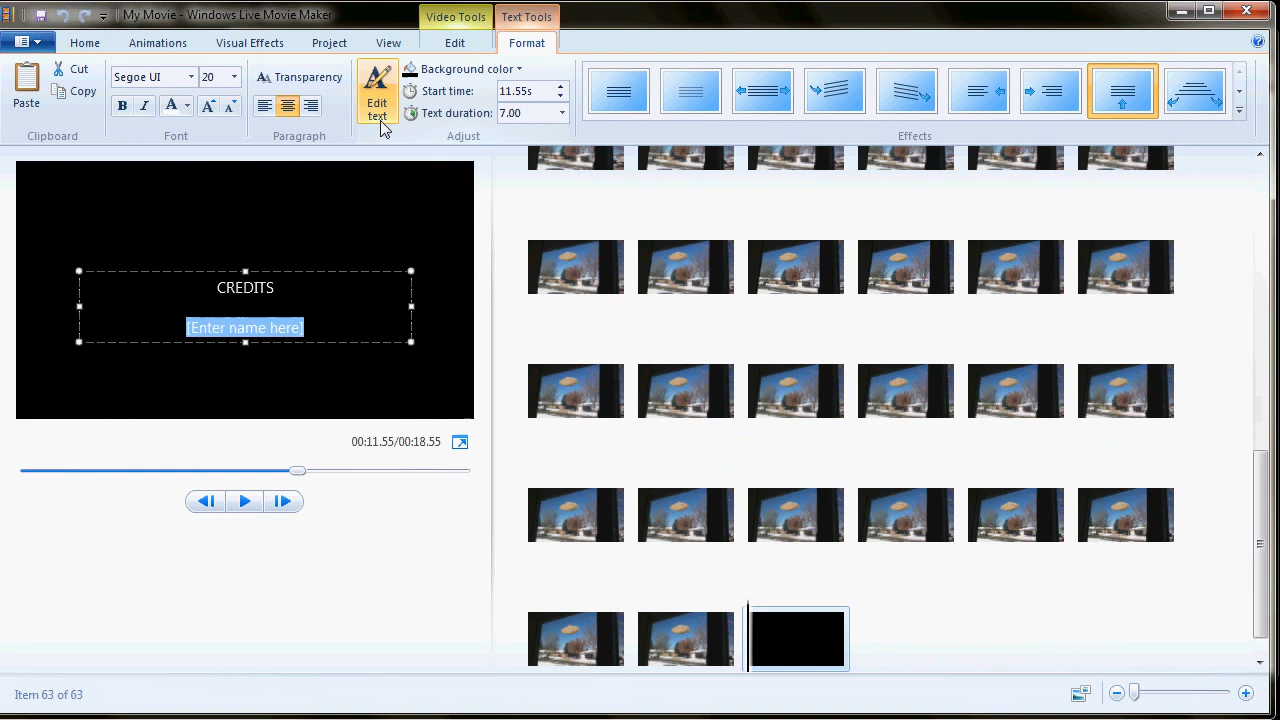 My Movie - Windows Live Movie Maker
Video Tools
Text Tools
Home
Animations
Visual Effects
Project
View
Edit
Format
Paste
Cut
Copy
Clipboard
Segoe UI
20
B
I
A
A
A
Font
Transparency
Paragraph
Edit
text
Background color
Start time:
11.55s
Text duration:
7.00
Adjust
Effects
CREDITS
[Enter name here]
00:11.55/00:18.55
Item 63 of 63